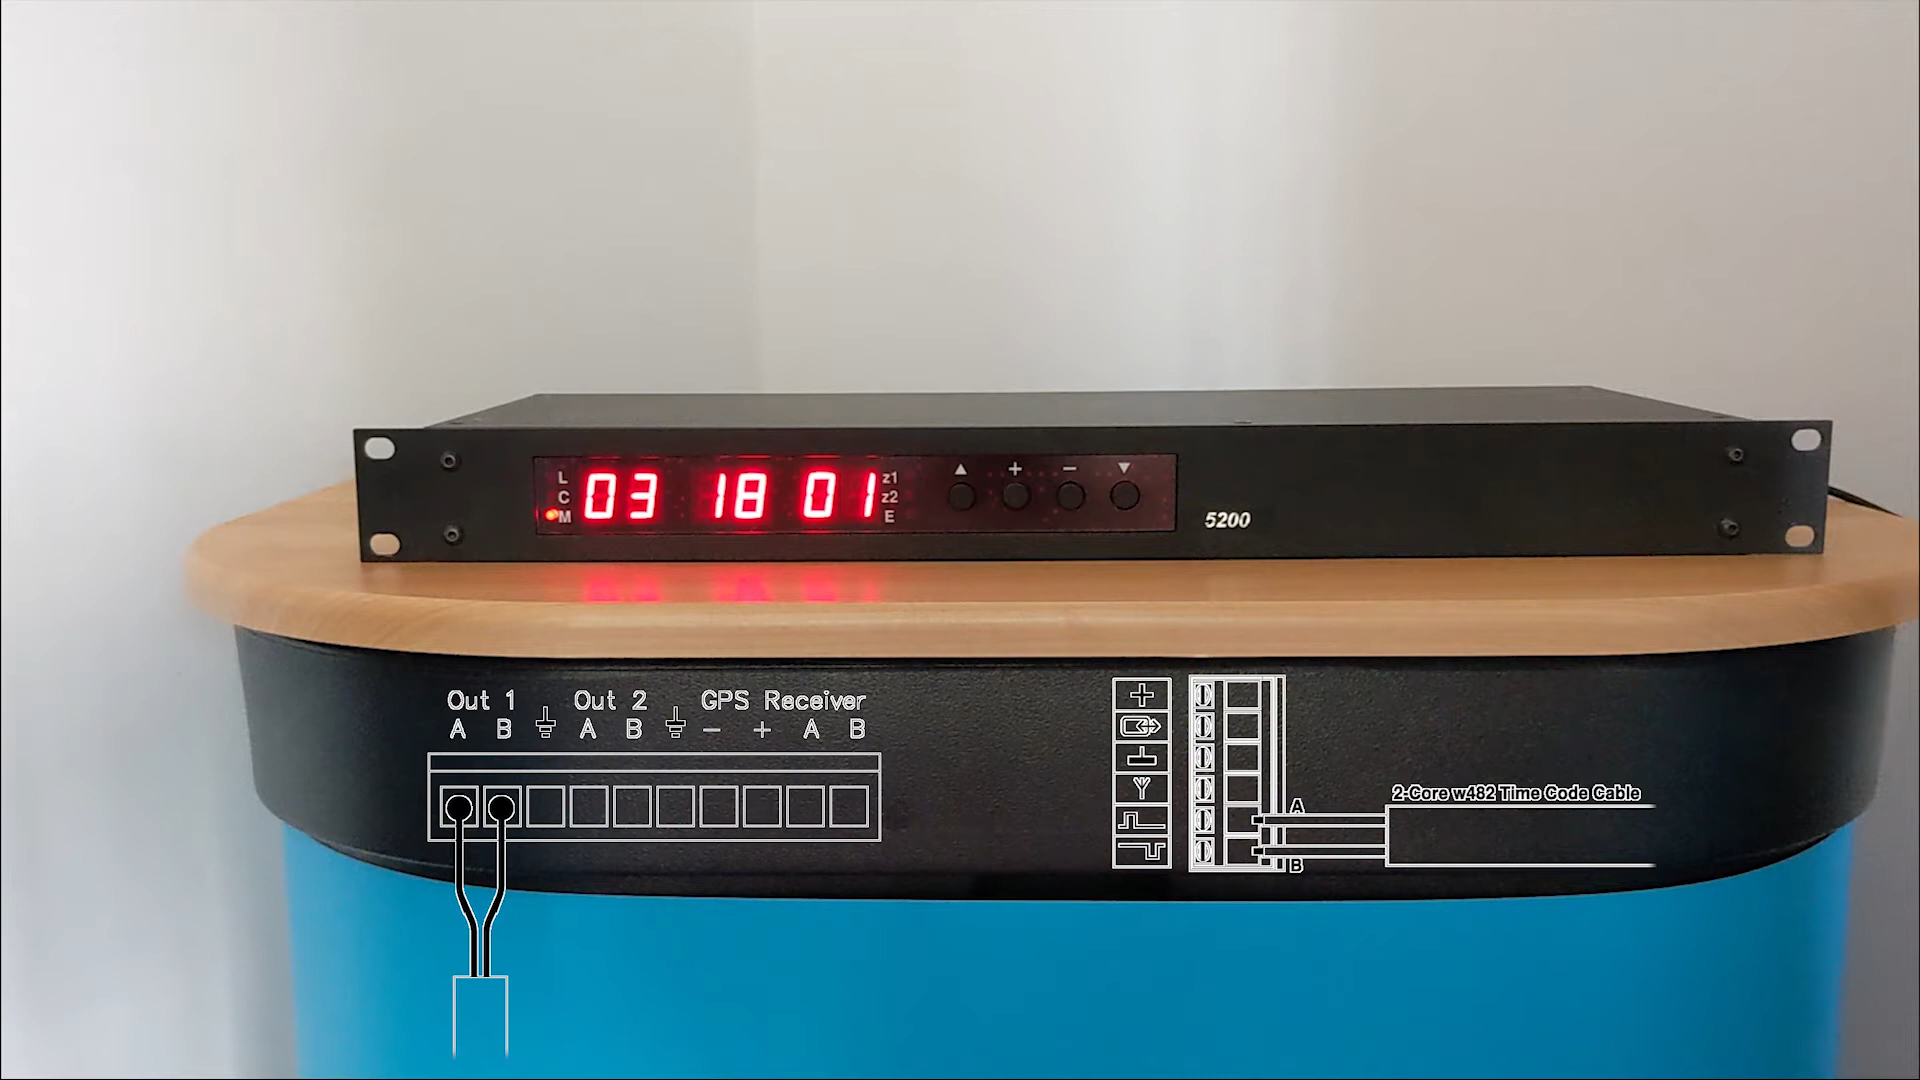 L
C
M
03 18 01
z1
z2
E
▲ + − ▼
5200
Out 1 Out 2 GPS Receiver
A B A B − + A B
2-Core w482 Time Code Cable
A
B